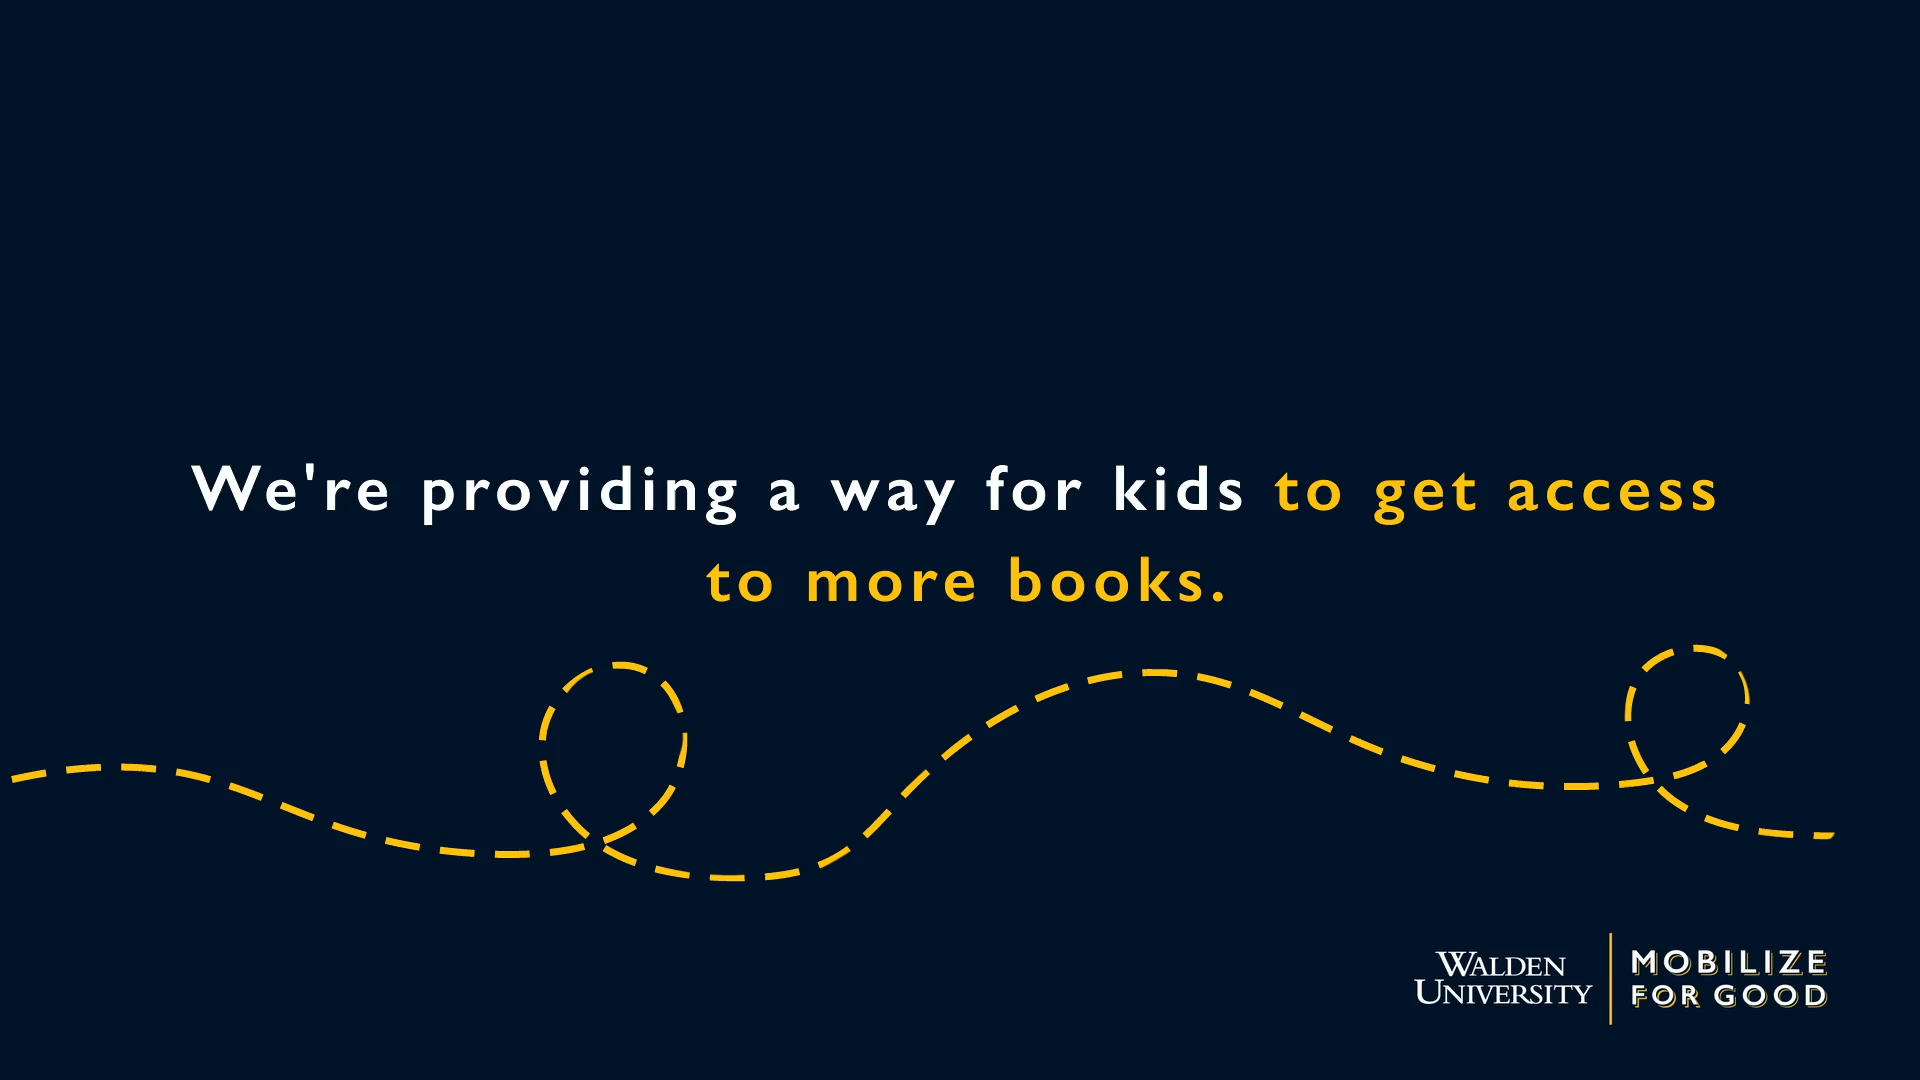 We're providing a way for kids to get access
to more books.
WALDEN
UNIVERSITY
MOBILIZE
FOR GOOD